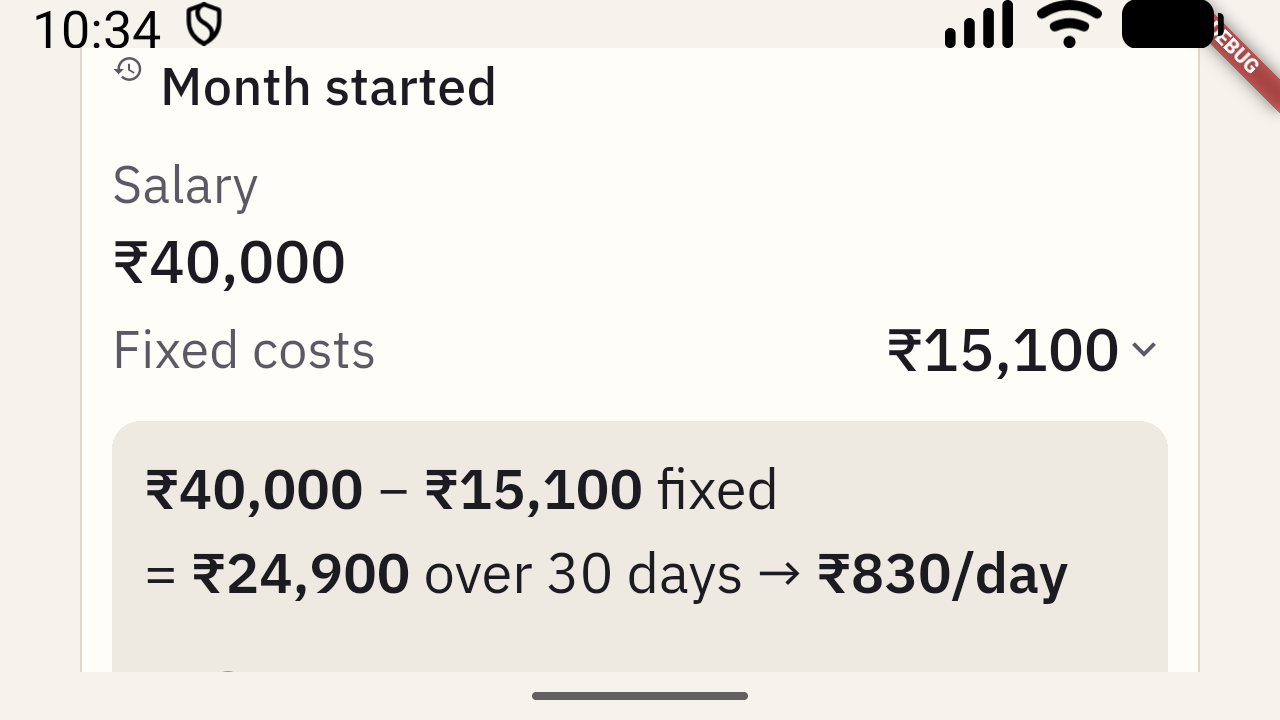 10:34
DEBUG
Month started
Salary
₹40,000
Fixed costs ₹15,100
₹40,000 – ₹15,100 fixed
= ₹24,900 over 30 days → ₹830/day